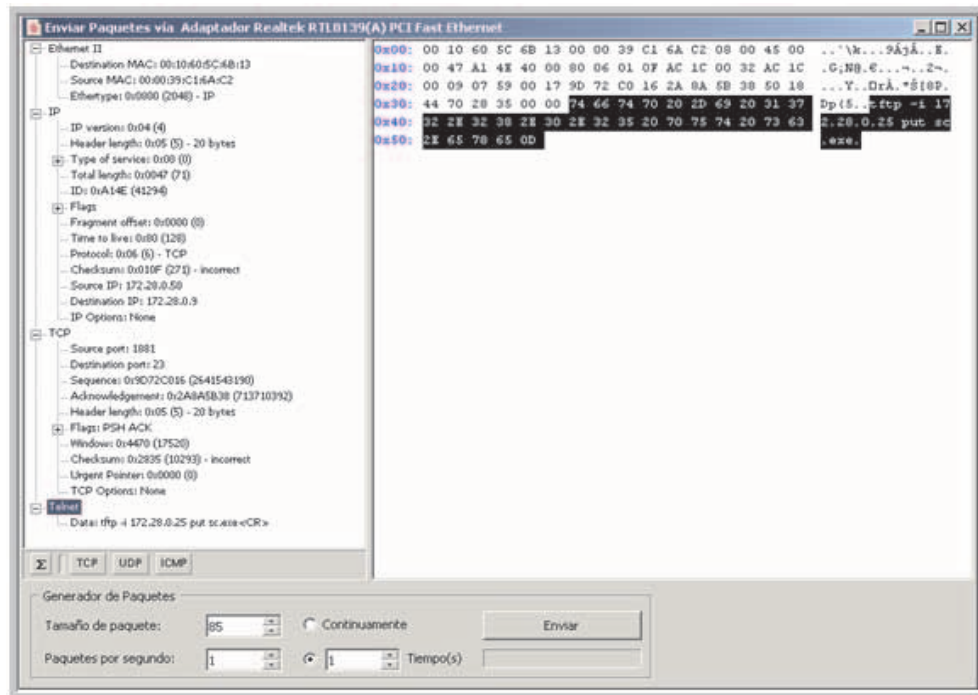 Enviar Paquetes vía Adaptador Realtek RTL8139(A) PCI Fast Ethernet
Ethernet II
Destination MAC: 00:10:60:5C:6B:13
Source MAC: 00:00:39:C1:6A:C2
Ethertype: 0x0800 (2048) - IP
IP
IP version: 0x04 (4)
Header length: 0x05 (5) - 20 bytes
Type of service: 0x00 (0)
Total length: 0x0047 (71)
ID: 0xA14E (41294)
Flags
Fragment offset: 0x0000 (0)
Time to live: 0x80 (128)
Protocol: 0x06 (6) - TCP
Checksum: 0x010F (271) - incorrect
Source IP: 172.28.0.50
Destination IP: 172.28.0.9
IP Options: None
TCP
Source port: 1881
Destination port: 23
Sequence: 0x9D72C016 (2641543190)
Acknowledgement: 0x2A8A5B38 (713710392)
Header length: 0x05 (5) - 20 bytes
Flags: PSH ACK
Window: 0x4470 (17520)
Checksum: 0x2835 (10293) - incorrect
Urgent Pointer: 0x0000 (0)
TCP Options: None
Telnet
Data: tftp -i 172.28.0.25 put sc.exe<CR>
0x00: 00 10 60 5C 6B 13 00 00 39 C1 6A C2 08 00 45 00 ..`\k...9ÁjÂ..E.
0x10: 00 47 A1 4E 40 00 80 06 01 0F AC 1C 00 32 AC 1C .G¡N@.€...¬..2¬.
0x20: 00 09 07 59 00 17 9D 72 C0 16 2A 8A 5B 38 50 18 ...Y..□rÀ.*Š[8P.
0x30: 44 70 28 35 00 00 74 66 74 70 20 2D 69 20 31 37 Dp(5..tftp -i 17
0x40: 32 2E 32 38 2E 30 2E 32 35 20 70 75 74 20 73 63 2.28.0.25 put sc
0x50: 2E 65 78 65 0D .exe.
Σ TCP UDP ICMP
Generador de Paquetes
Tamaño de paquete: 85 Continuamente Enviar
Paquetes por segundo: 1 1 Tiempo(s)